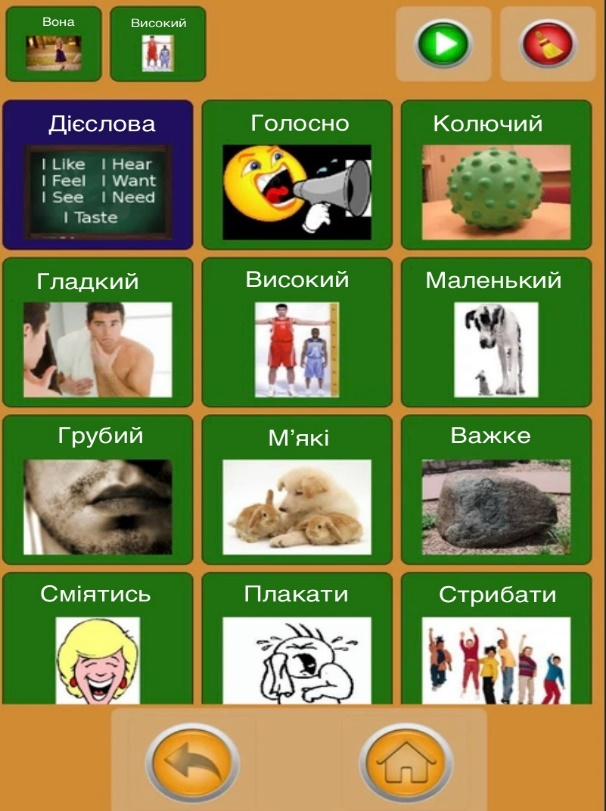 Вона
Високий
Дієслова
I Like I Hear
I Feel I Want
I See I Need
I Taste
Голосно
Колючий
Гладкий
Високий
Маленький
Грубий
М’які
Важке
Сміятись
Плакати
Стрибати